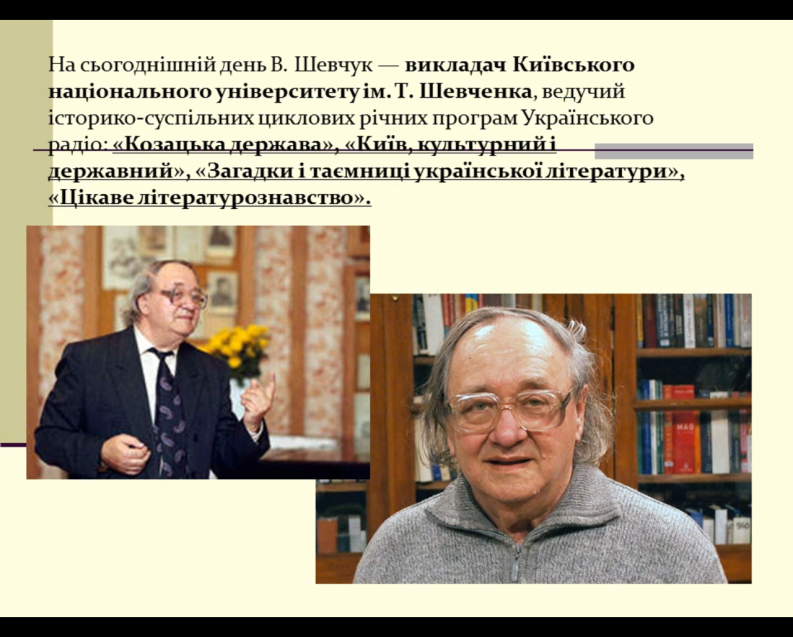 На сьогоднішній день В. Шевчук — викладач Київського
національного університету ім. Т. Шевченка, ведучий
історико-суспільних циклових річних програм Українського
радіо: «Козацька держава», «Київ, культурний і
державний», «Загадки і таємниці української літератури»,
«Цікаве літературознавство».